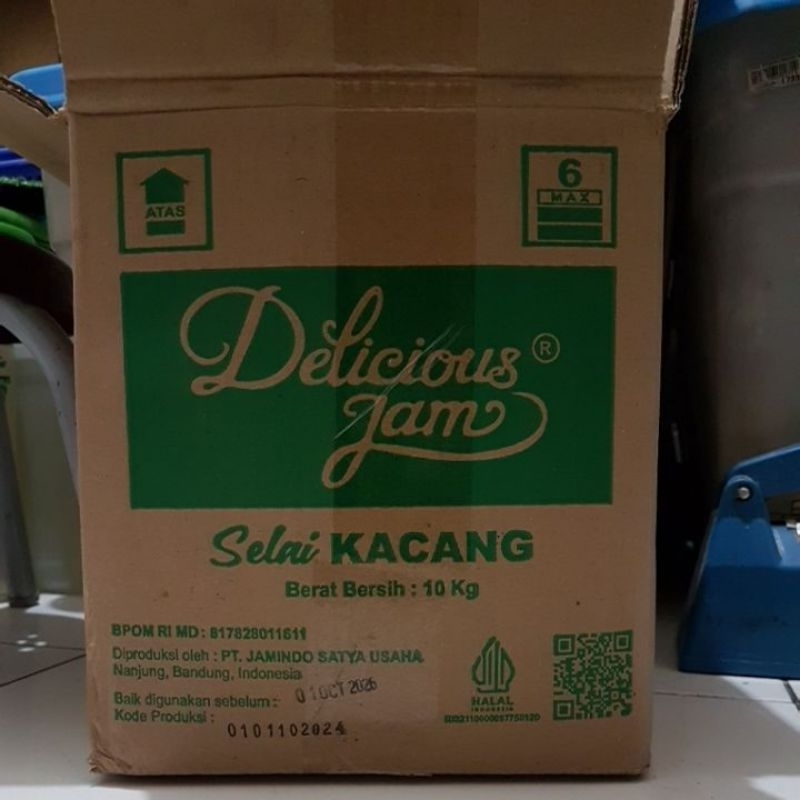 ATAS
6
MAX
Delicious ®
Jam
Selai KACANG
Berat Bersih : 10 Kg
BPOM RI MD : 817828011611
Diproduksi oleh : PT. JAMINDO SATYA USAHA
Nanjung, Bandung, Indonesia
Baik digunakan sebelum : 01 OCT 2026
Kode Produksi : 0101102024
HALAL
INDONESIA